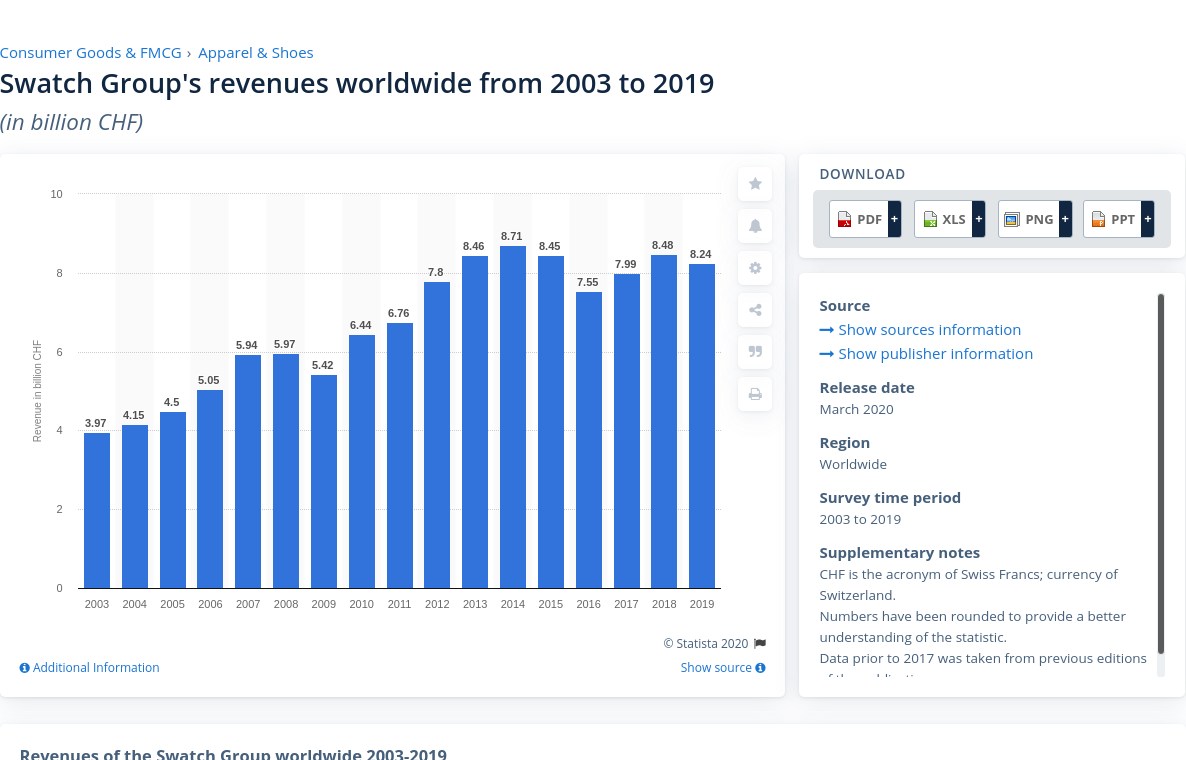 Consumer Goods & FMCG › Apparel & Shoes
Swatch Group's revenues worldwide from 2003 to 2019
(in billion CHF)
10
8
6
4
2
0
Revenue in billion CHF
3.97
4.15
4.5
5.05
5.94
5.97
5.42
6.44
6.76
7.8
8.46
8.71
8.45
7.55
7.99
8.48
8.24
2003 2004 2005 2006 2007 2008 2009 2010 2011 2012 2013 2014 2015 2016 2017 2018 2019
© Statista 2020
Additional Information
Show source
DOWNLOAD
PDF + XLS + PNG + PPT +
Source
Show sources information
Show publisher information
Release date
March 2020
Region
Worldwide
Survey time period
2003 to 2019
Supplementary notes
CHF is the acronym of Swiss Francs; currency of
Switzerland.
Numbers have been rounded to provide a better
understanding of the statistic.
Data prior to 2017 was taken from previous editions
Revenues of the Swatch Group worldwide 2003-2019